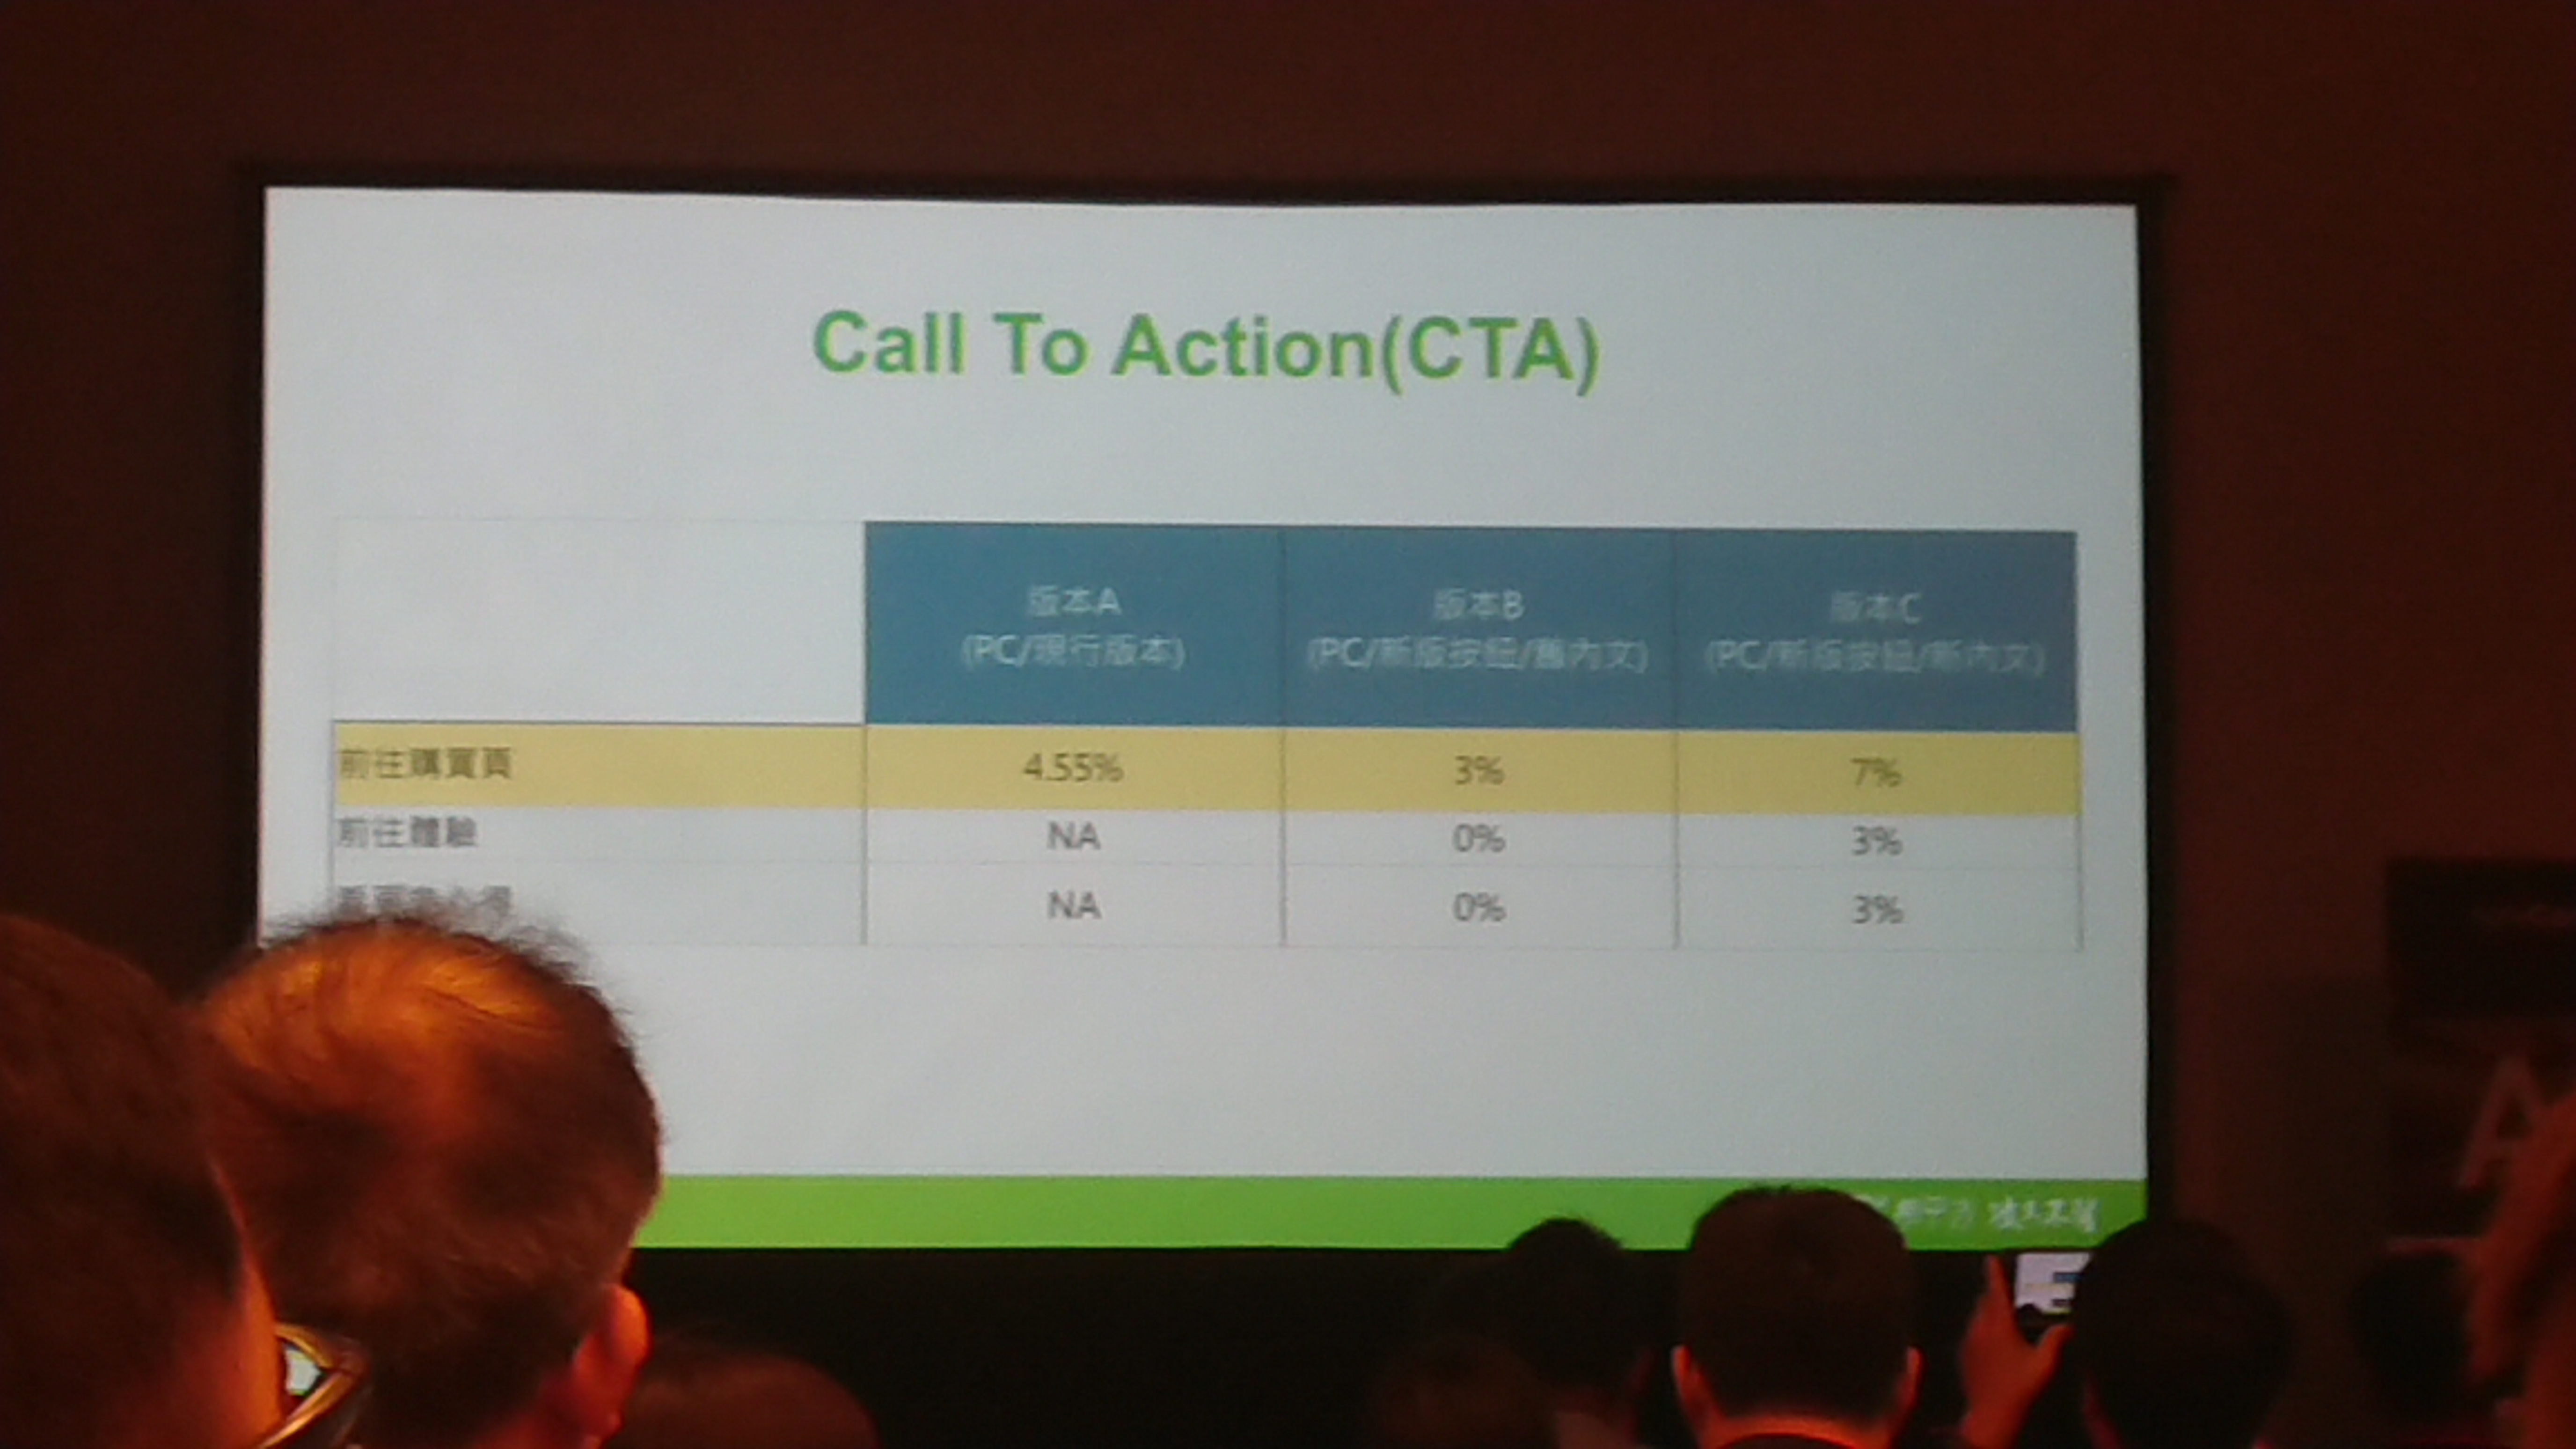 Call To Action(CTA)
版本A
(PC/現行版本)
版本B
(PC/新版按鈕/舊內文)
版本C
(PC/新版按鈕/新內文)
前往購買頁 4.55% 3% 7%
前往體驗 NA 0% 3%
NA 0% 3%